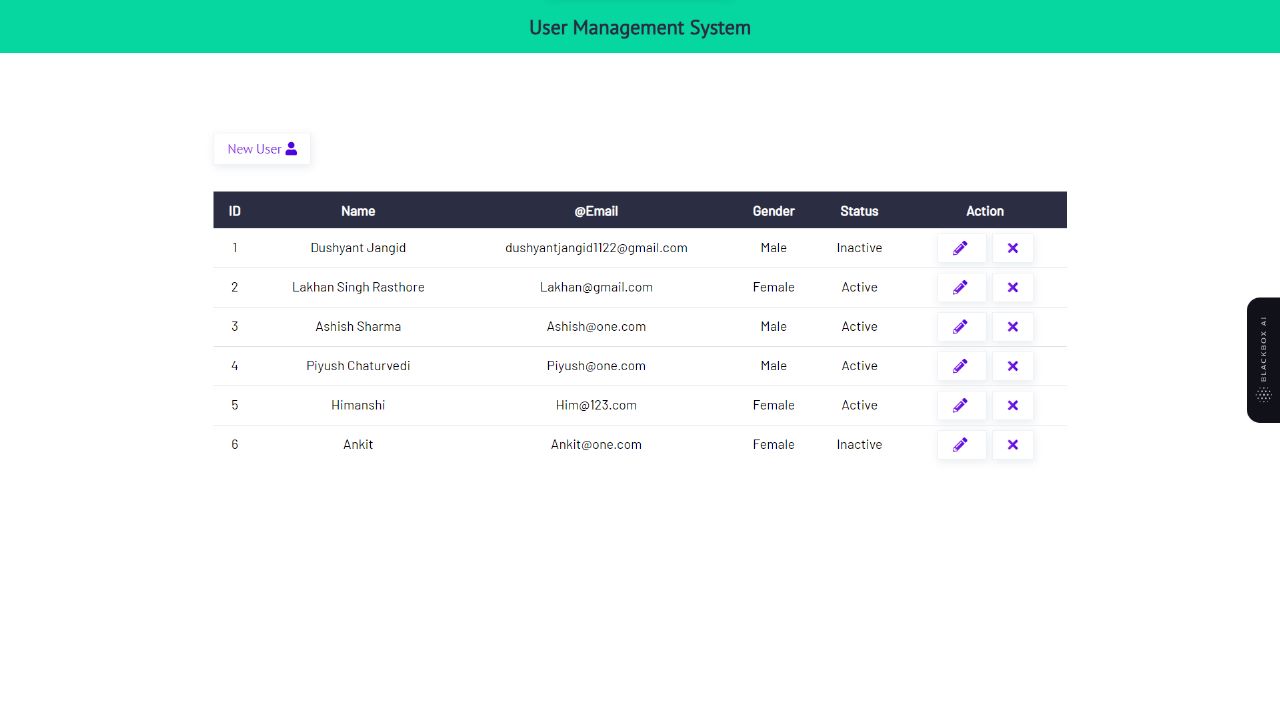 User Management System
New User
ID Name @Email Gender Status Action
1 Dushyant Jangid dushyantjangid1122@gmail.com Male Inactive
2 Lakhan Singh Rasthore Lakhan@gmail.com Female Active
3 Ashish Sharma Ashish@one.com Male Active
4 Piyush Chaturvedi Piyush@one.com Male Active
5 Himanshi Him@123.com Female Active
6 Ankit Ankit@one.com Female Inactive
BLACKBOX AI